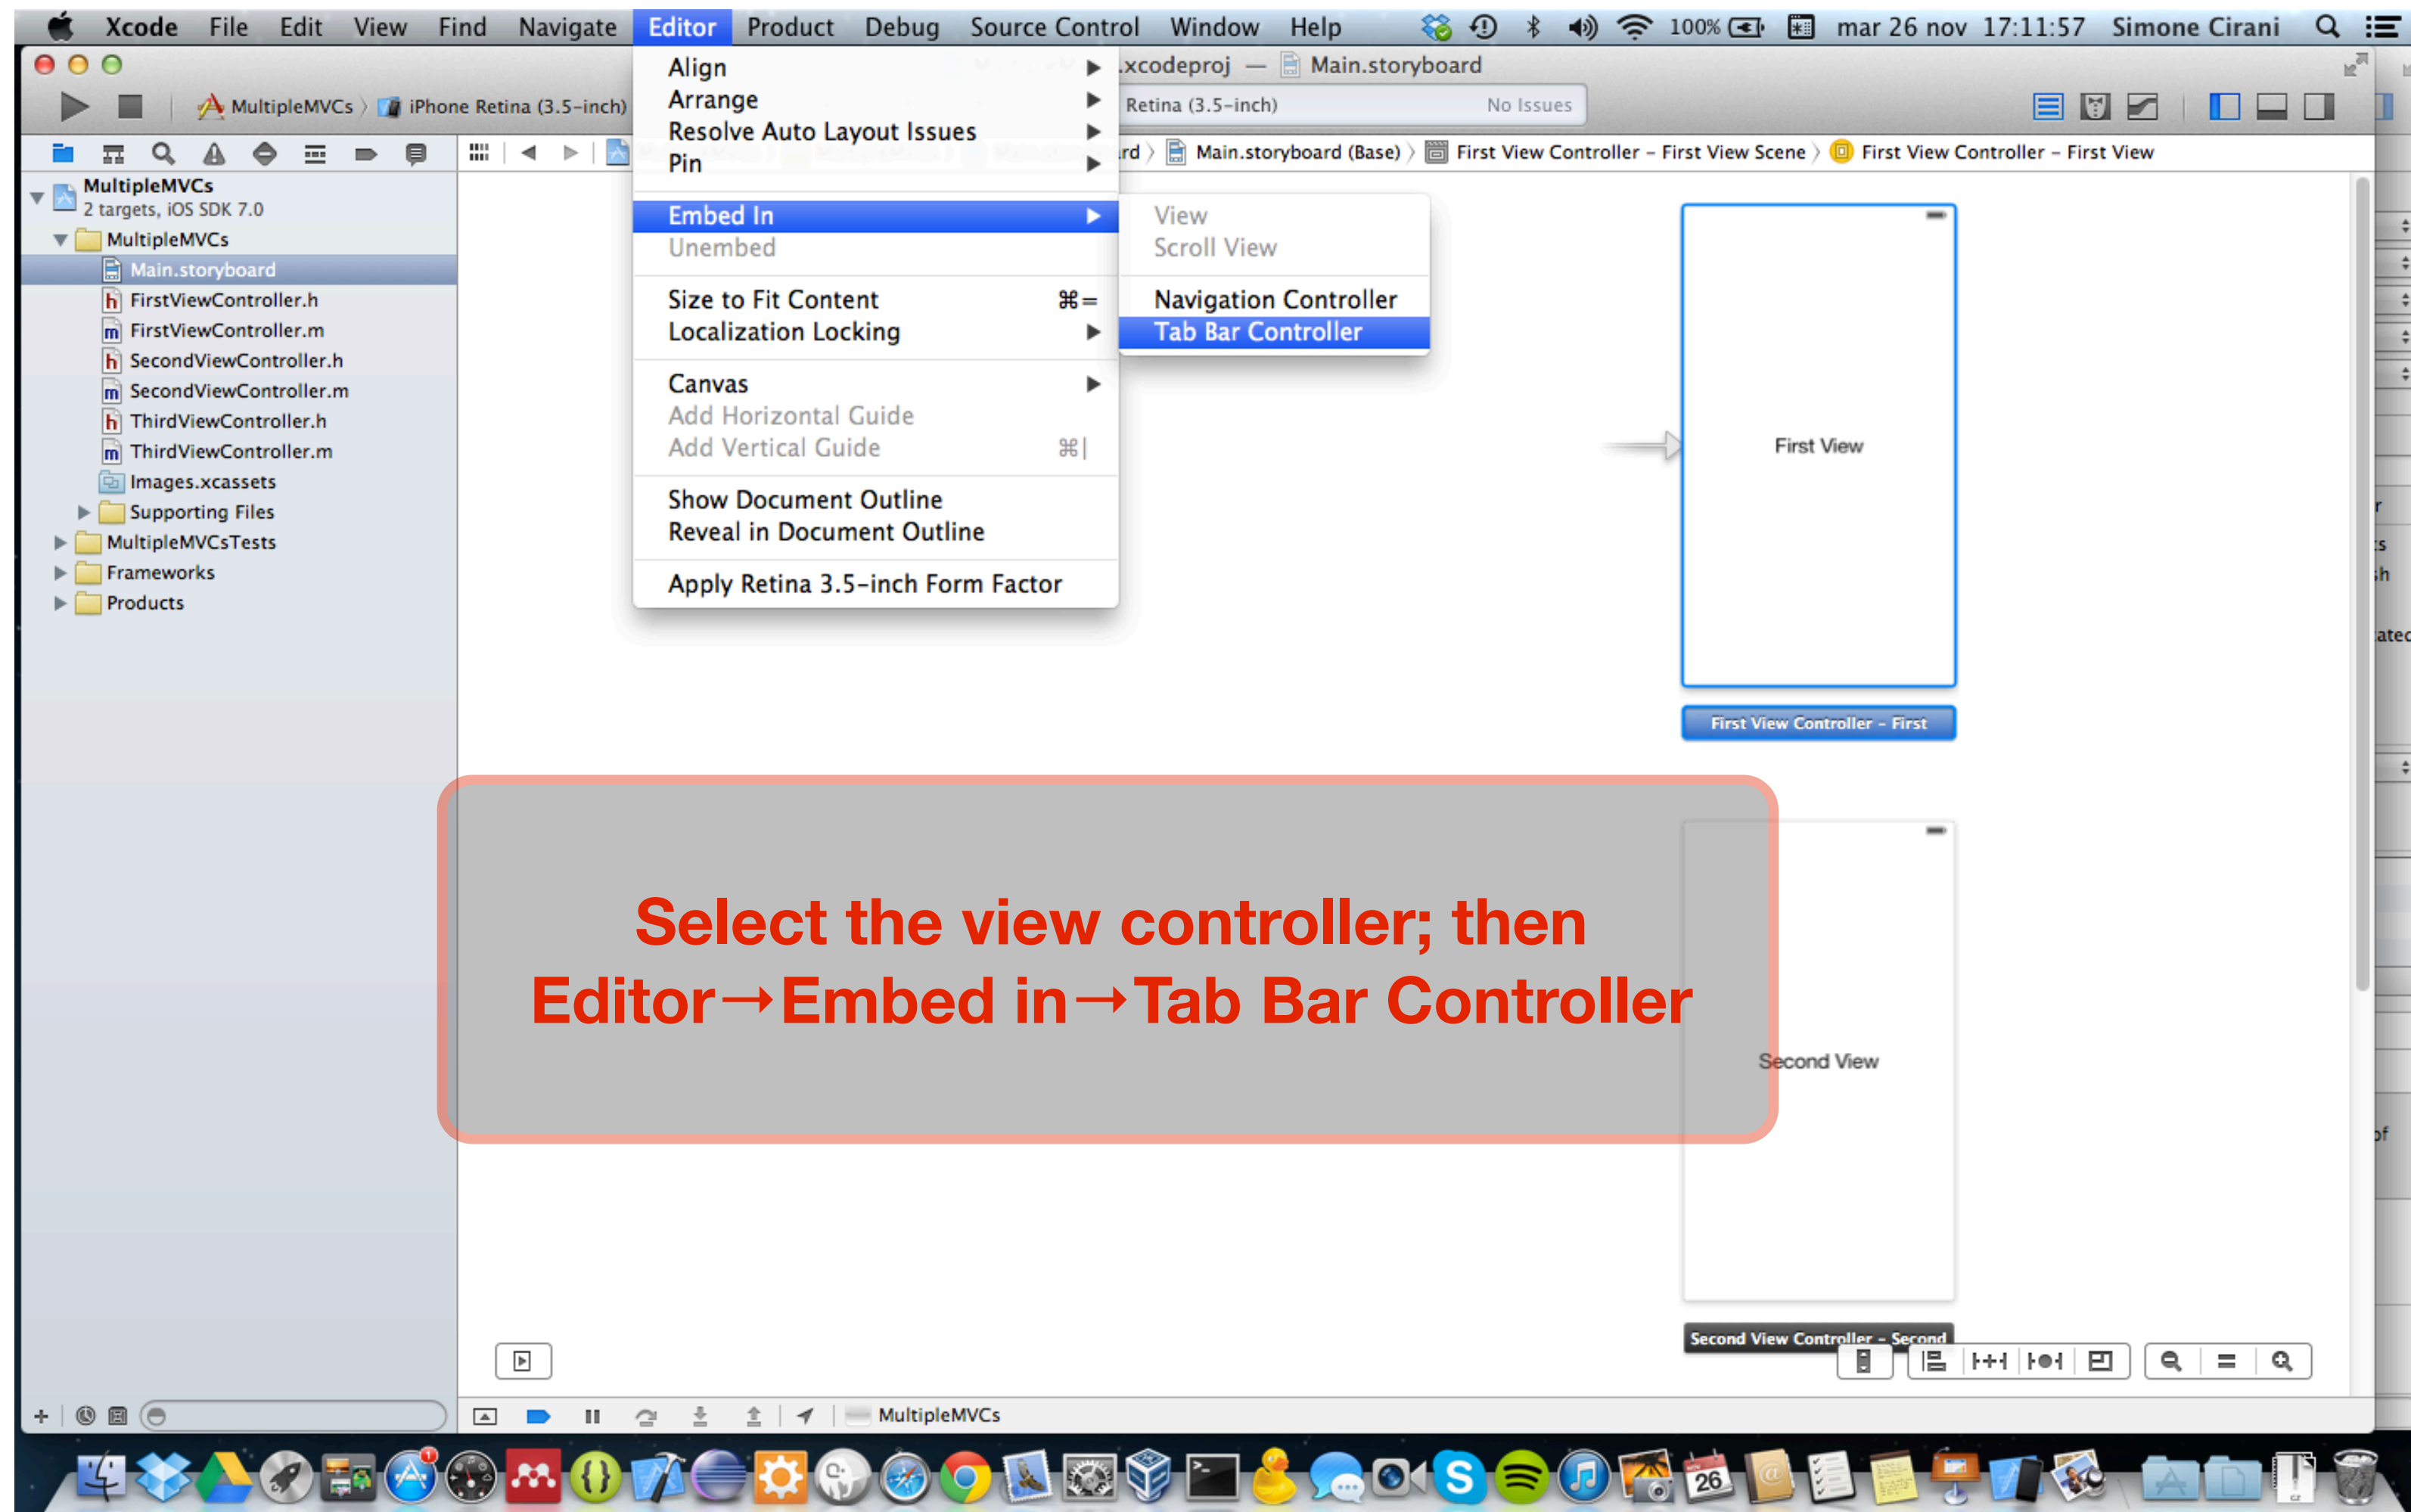 Xcode File Edit View Find Navigate Editor Product Debug Source Control Window Help 100% mar 26 nov 17:11:57 Simone Cirani
.xcodeproj — Main.storyboard
MultipleMVCs iPhone Retina (3.5-inch) Retina (3.5-inch) No Issues
Main.storyboard (Base) First View Controller – First View Scene First View Controller – First View
MultipleMVCs
2 targets, iOS SDK 7.0
MultipleMVCs
Main.storyboard
FirstViewController.h
FirstViewController.m
SecondViewController.h
SecondViewController.m
ThirdViewController.h
ThirdViewController.m
Images.xcassets
Supporting Files
MultipleMVCsTests
Frameworks
Products
Align
Arrange
Resolve Auto Layout Issues
Pin
Embed In
Unembed
Size to Fit Content ⌘=
Localization Locking
Canvas
Add Horizontal Guide
Add Vertical Guide ⌘|
Show Document Outline
Reveal in Document Outline
Apply Retina 3.5-inch Form Factor
View
Scroll View
Navigation Controller
Tab Bar Controller
First View
First View Controller – First
Select the view controller; then
Editor→Embed in→Tab Bar Controller
Second View
Second View Controller – Second
MultipleMVCs
26